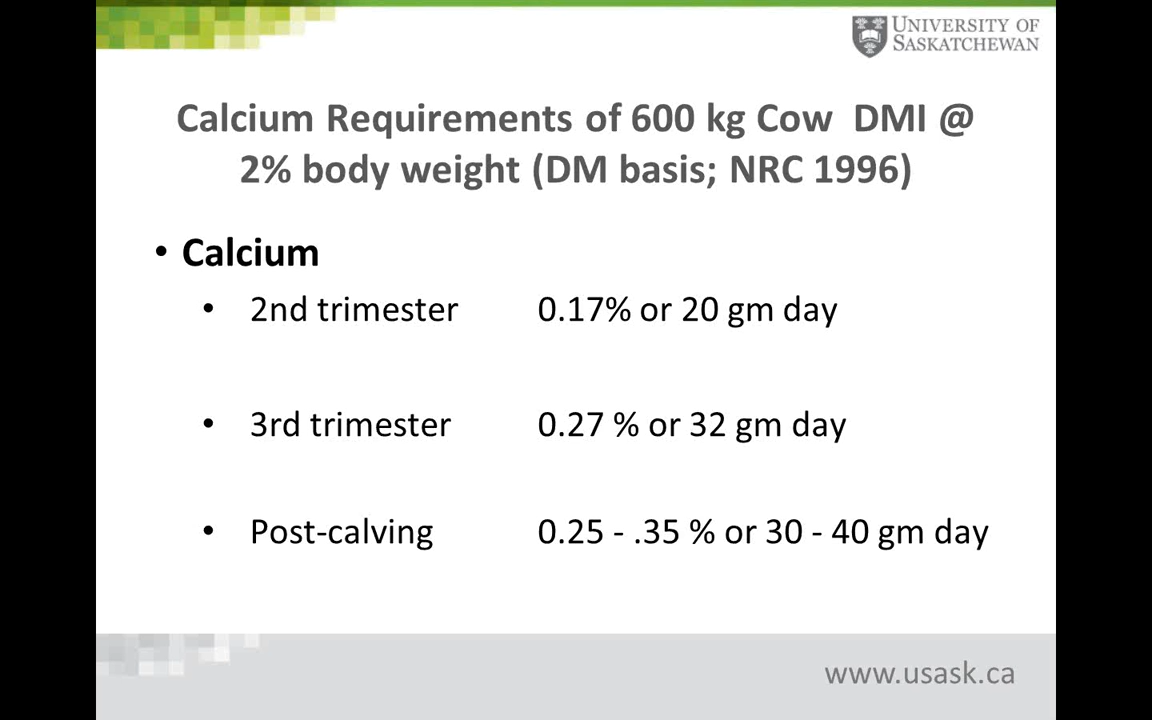 UNIVERSITY OF
SASKATCHEWAN
Calcium Requirements of 600 kg Cow  DMI @
2% body weight (DM basis; NRC 1996)
• Calcium
• 2nd trimester 0.17% or 20 gm day
• 3rd trimester 0.27 % or 32 gm day
• Post-calving 0.25 - .35 % or 30 - 40 gm day
www.usask.ca